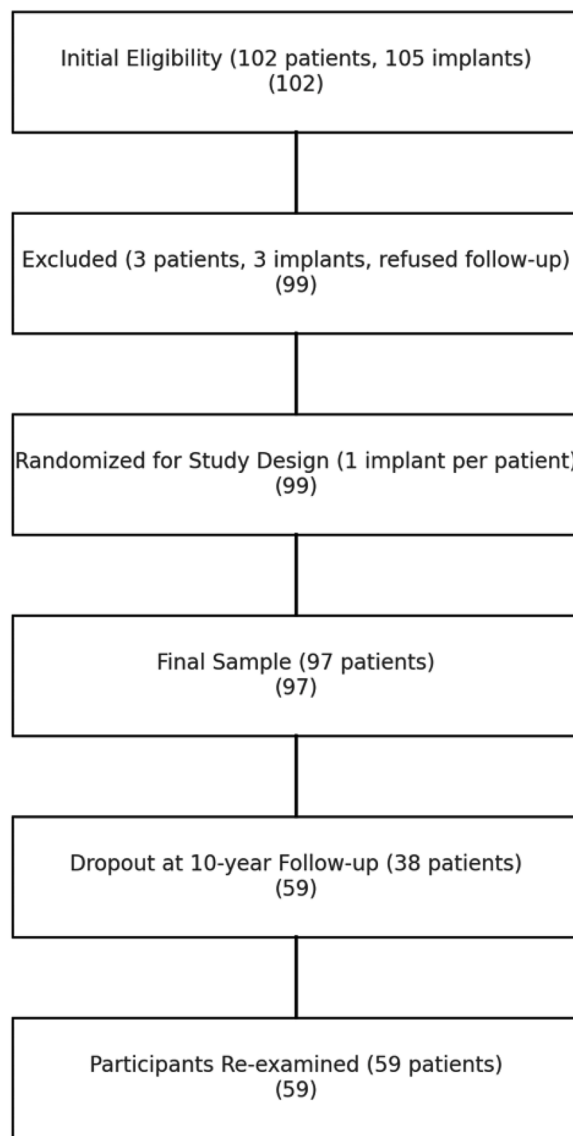 Initial Eligibility (102 patients, 105 implants)
(102)
Excluded (3 patients, 3 implants, refused follow-up)
(99)
Randomized for Study Design (1 implant per patient)
(99)
Final Sample (97 patients)
(97)
Dropout at 10-year Follow-up (38 patients)
(59)
Participants Re-examined (59 patients)
(59)